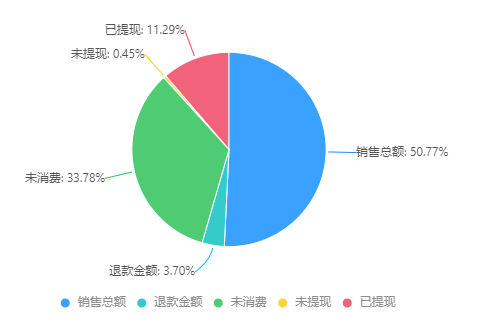 已提现: 11.29%
未提现: 0.45%
销售总额: 50.77%
未消费: 33.78%
退款金额: 3.70%
销售总额 退款金额 未消费 未提现 已提现